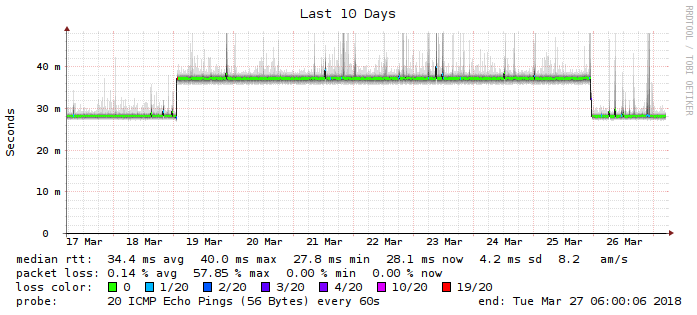 Last 10 Days
RRDTOOL / TOBI OETIKER
Seconds
40 m
30 m
20 m
10 m
0
17 Mar 18 Mar 19 Mar 20 Mar 21 Mar 22 Mar 23 Mar 24 Mar 25 Mar 26 Mar
median rtt: 34.4 ms avg 40.0 ms max 27.8 ms min 28.1 ms now 4.2 ms sd 8.2 am/s
packet loss: 0.14 % avg 57.85 % max 0.00 % min 0.00 % now
loss color: 0 1/20 2/20 3/20 4/20 10/20 19/20
probe: 20 ICMP Echo Pings (56 Bytes) every 60s end: Tue Mar 27 06:00:06 2018